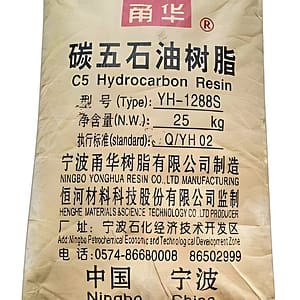 甬华®
碳五石油树脂
C5 Hydrocarbon Resin
型 号 (Type): YH-1288S
净含量(N.W.): 25 kg
执行标准(standard): Q/YH 02
宁波甬华树脂有限公司制造
NINGBO YONGHUA RESIN CO.,LTD MANUFACTURING
恒河材料科技股份有限公司监制
HENGHE MATERIALS &SCIENCE TECHNOLOGY CO.,LTD PRODUCER
地址: 宁波石化经济技术开发区
Add:Ningbo Petrochemical Economic and Technological Development Zone
电 话: 0574-86680008 86502999
中国 宁波
Ningbo China